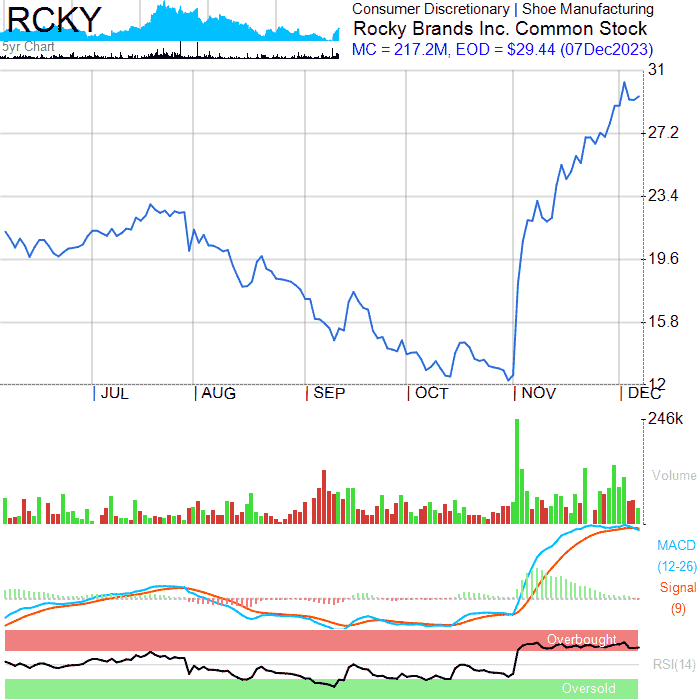 RCKY
5yr Chart
Consumer Discretionary | Shoe Manufacturing
Rocky Brands Inc. Common Stock
MC = 217.2M, EOD = $29.44 (07Dec2023)
31
27.2
23.4
19.6
15.8
12
JUL AUG SEP OCT NOV DEC
246k
Volume
MACD
(12-26)
Signal
(9)
Overbought
RSI(14)
Oversold